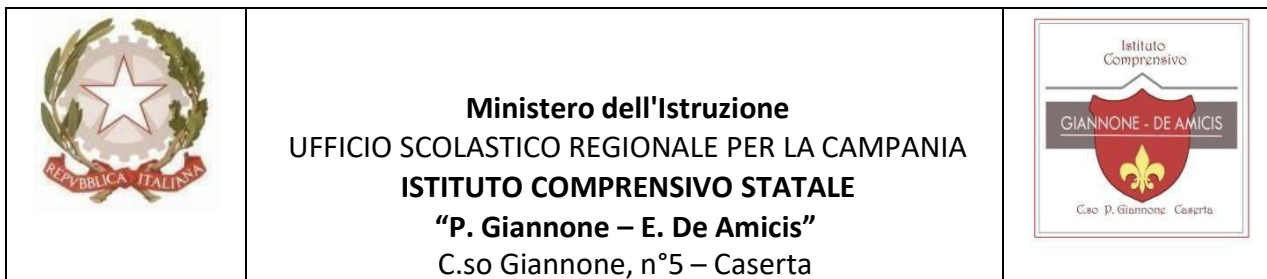 REPVBBLICA ITALIANA
Ministero dell'Istruzione
UFFICIO SCOLASTICO REGIONALE PER LA CAMPANIA
ISTITUTO COMPRENSIVO STATALE
“P. Giannone – E. De Amicis”
C.so Giannone, n°5 – Caserta
Istituto
Comprensivo
GIANNONE - DE AMICIS
C.so P. Giannone Caserta